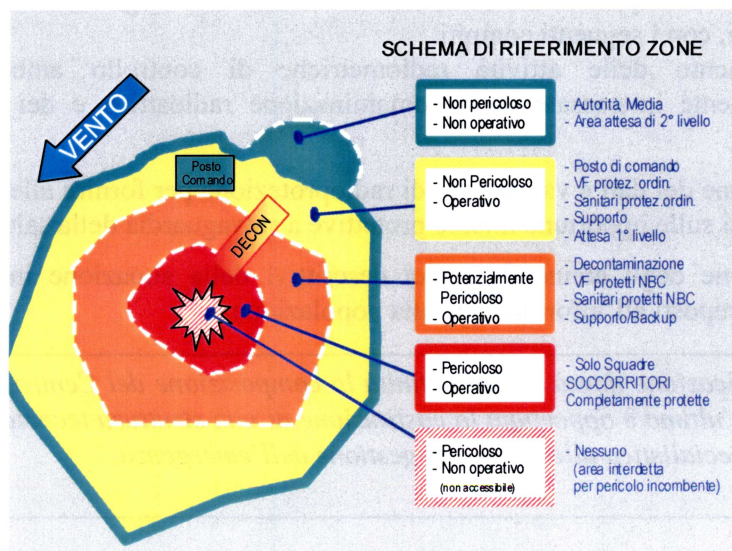 SCHEMA DI RIFERIMENTO ZONE
VENTO
Posto
Comando
DECON
- Non pericoloso
- Non operativo
- Autorità, Media
- Area attesa di 2° livello
- Non Pericoloso
- Operativo
- Posto di comando
- VF protez. ordin.
- Sanitari protez.ordin.
- Supporto
- Attesa 1° livello
- Potenzialmente
Pericoloso
- Operativo
- Decontaminazione
- VF protetti NBC
- Sanitari protetti NBC
- Supporto/Backup
- Pericoloso
- Operativo
- Solo Squadre
SOCCORRITORI
Completamente protette
- Pericoloso
- Non operativo
(non accessibile)
- Nessuno
(area interdetta
per pericolo incombente)